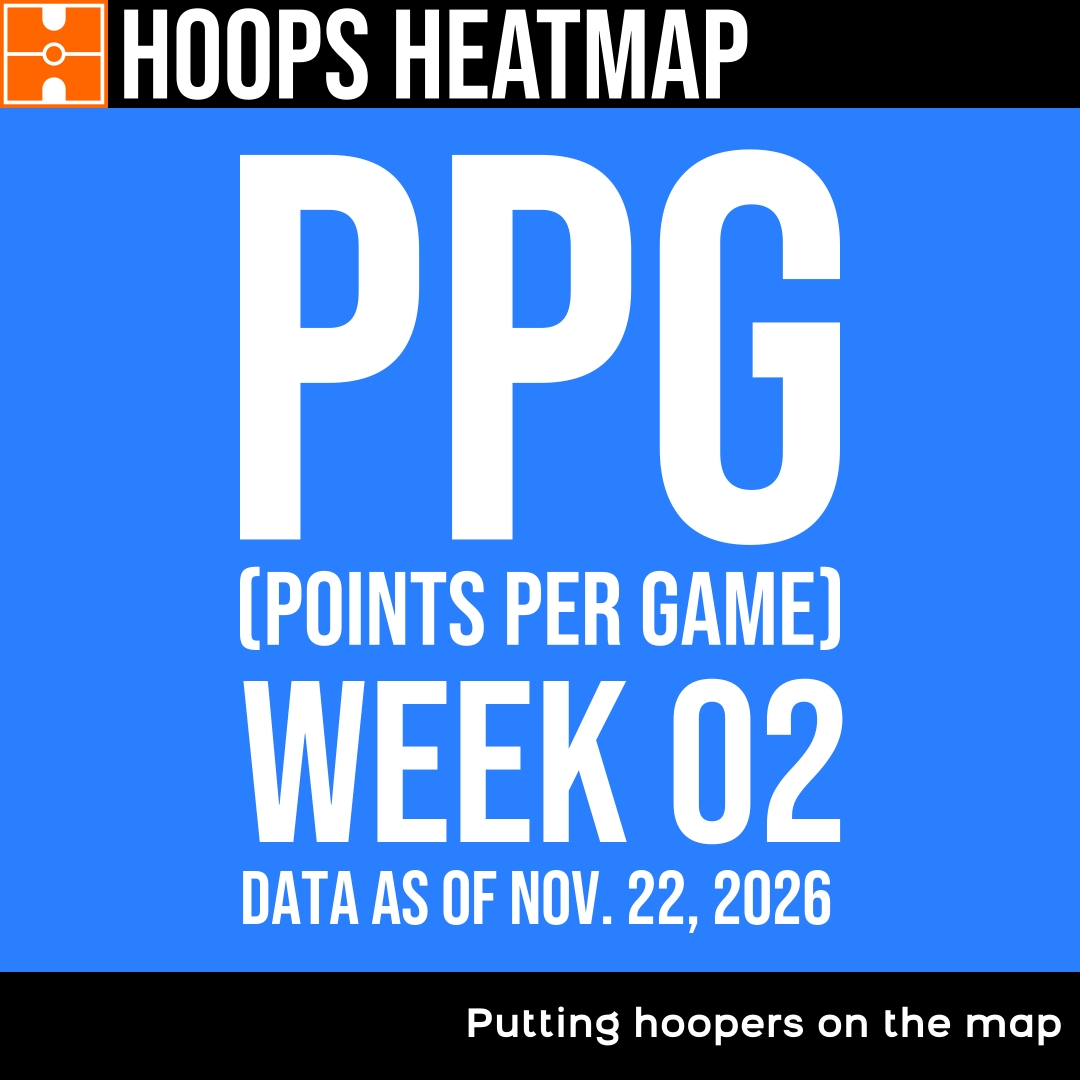 HOOPS HEATMAP
PPG
(POINTS PER GAME)
WEEK 02
DATA AS OF NOV. 22, 2026
Putting hoopers on the map